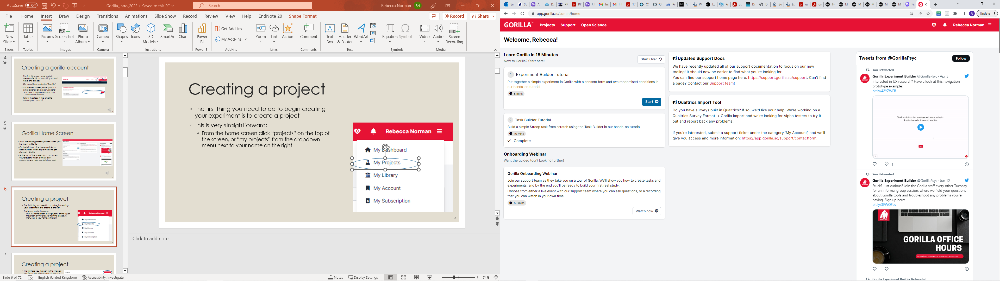 AutoSave Off
Gorilla_Intro_2023 • Saved to this PC
Search
Rebecca Norman RN
File Home Insert Draw Design Transitions Animations Slide Show Record Review View Help EndNote 20 Shape Format
Record Share
New Slide
Table
Pictures Screenshot Photo Album
Cameo
Shapes Icons 3D Models SmartArt Chart
Power BI
Get Add-ins
My Add-ins
Zoom Link Action
Comment
Text Box Header & Footer WordArt
Equation Symbol
Video Audio Screen Recording
Slides Tables Images Camera Illustrations Power BI Add-ins Links Comments Text Symbols Media
4
Creating a gorilla account
The first thing you need to do is
create a Gorilla account if you don't
have one already
Go to gorilla.sc and click 'Sign Up'
On the next screen, enter your UCL
email address and click "Validate"
UCL has an agreement with Gorilla
which covers the fees
Follow the steps in the email to
create your account
5
Gorilla Home Screen
This is the landing screen you see when you
first log in to Gorilla
On the left hand side there are links to
basic tutorials which explain how to get
started in Gorilla
At the top of the screen you can access
your projects, which is where any
experiments or tasks you build are kept
6
Creating a project
The first thing you need to do to begin creating
your experiment is to create a project
This is very straightforward:
From the home screen click "projects" on the top of
the screen, or "my projects" from the dropdown
menu next to your name on the right
Rebecca Norman
My Dashboard
My Projects
My Library
My Account
My Subscription
7
Creating a project
This will take you through to the Projects
Projects
Creating a project
The first thing you need to do to begin creating
your experiment is to create a project
This is very straightforward:
From the home screen click "projects" on the top of
the screen, or "my projects" from the dropdown
menu next to your name on the right
0 Rebecca Norman
My Dashboard
My Projects
My Library
My Account
My Subscription
6
Click to add notes
Slide 6 of 72 English (United Kingdom) Accessibility: Investigate
Notes Display Settings 74%
app.gorilla.sc/admin/home
R Update
GORILLA™ Projects Support Open Science
0 Rebecca Norman
Welcome, Rebecca!
Learn Gorilla In 15 Minutes
New to Gorilla? Start here!
Start Over
1 Experiment Builder Tutorial
Put together a simple experiment in Gorilla with a consent form and two randomised conditions in
our hands-on tutorial
5 mins
Start
2 Task Builder Tutorial
Build a simple Stroop task from scratch using the Task Builder in our hands-on tutorial
10 mins
Complete
Onboarding Webinar
Want the guided tour? Look no further!
Gorilla Onboarding Webinar
Join our support team as they take you on a tour of Gorilla. We'll show you how to create tasks and
experiments, and by the end you'll be ready to build your first real study.
Choose from either a live event with our support team where you can ask questions, or a recording
that you can watch in your own time.
50 mins
Watch now
Updated Support Docs
We have recently updated all of our support documentation to focus on our new
tooling! It should now be easier to find what you're looking for.
You can find our support home page here: https://support.gorilla.sc/support. Can't find
a page? Contact our Support team!
Qualtrics Import Tool
Do you have surveys built in Qualtrics? If so, we'd like your help! We're working on a
Qualtrics Survey Format → Gorilla import and we're looking for Alpha testers to try it
out and report back any problems.
If you're interested, submit a support ticket under the category 'My Account', and we'll
give you access and more information: https://app.gorilla.sc/support/contactform.
Tweets from @GorillaPsyc
Follow
You Retweeted
Gorilla Experiment Builder @GorillaPsyc · Apr 3
Interested in UX research? Have a look at this navigation
prototype example:
bit.ly/42YZWFB
You'll see interactive prototypes of a new website -
try signing up to it however you like.
1
You Retweeted
Gorilla Experiment Builder @GorillaPsyc · Jun 12
Stuck? Just curious? Join the Gorilla staff every other Tuesday
for an informal group session, where we field your questions
about Gorilla tools and troubleshoot any problems you're
having. Sign up here:
bit.ly/3FWQFov
GORILLA OFFICE
HOURS
Join our live troubleshooting session, and get un-stuck!
Gorilla Experiment Builder Retweeted